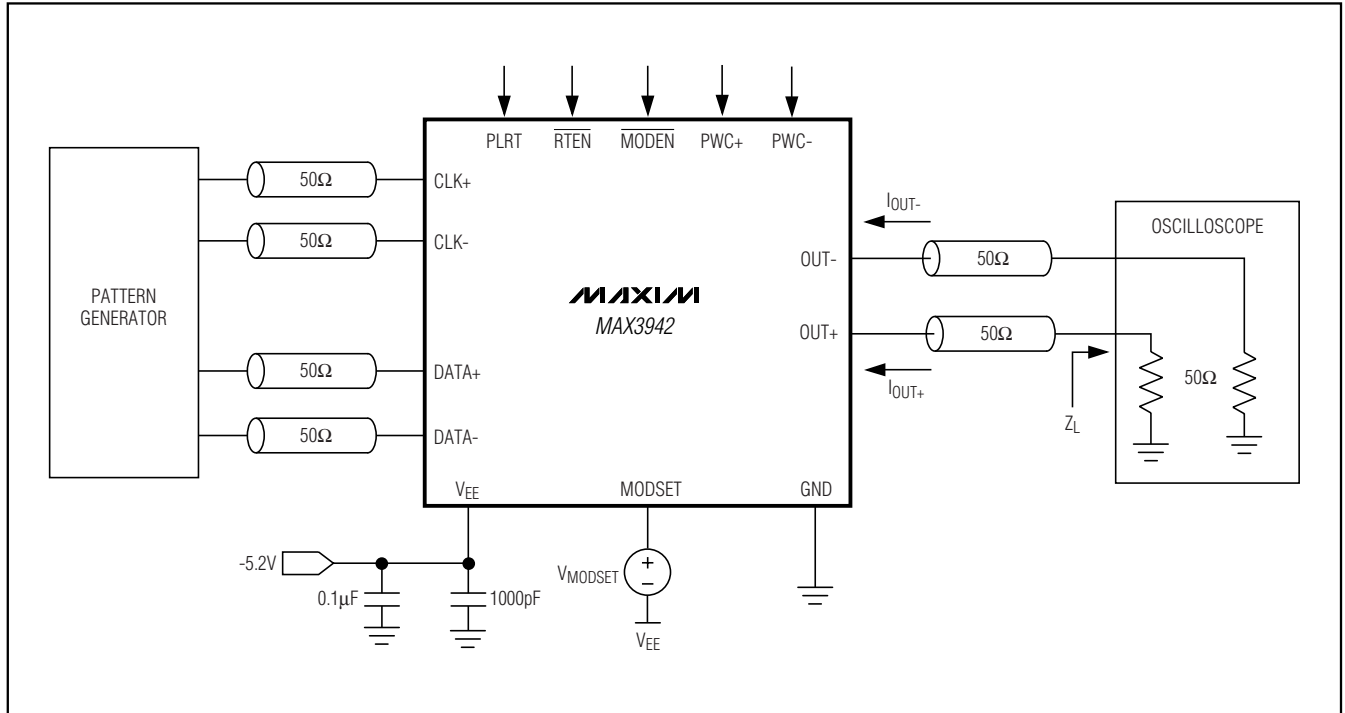 PLRT RTEN MODEN PWC+ PWC-
50Ω CLK+
50Ω CLK-
PATTERN
GENERATOR
50Ω DATA+
50Ω DATA-
MAXIM
MAX3942
IOUT-
OUT- 50Ω
OUT+ 50Ω
IOUT+
OSCILLOSCOPE
50Ω
ZL
VEE MODSET GND
-5.2V
0.1µF 1000pF
VMODSET + -
VEE